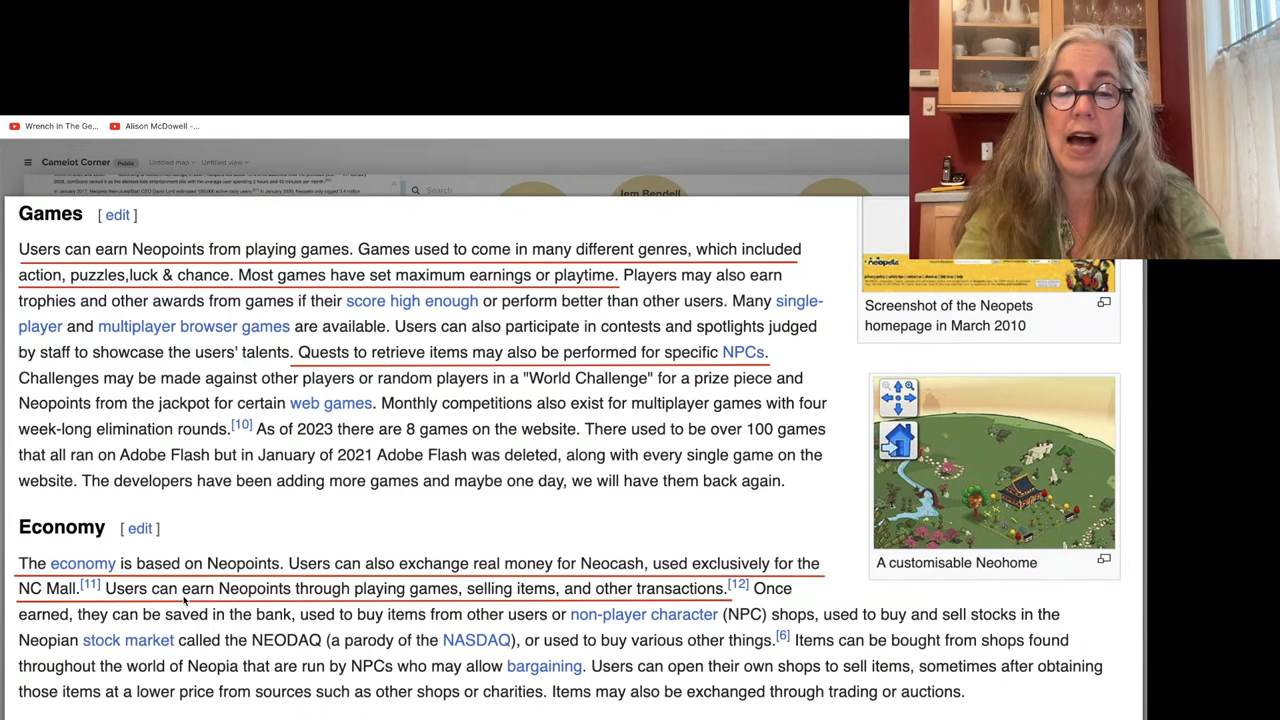 Wrench In The Ge...
Alison McDowell -...
Camelot Corner Public Untitled map Untitled view
Search
Jem Bendell
Games [ edit ]
Users can earn Neopoints from playing games. Games used to come in many different genres, which included
action, puzzles,luck & chance. Most games have set maximum earnings or playtime. Players may also earn
trophies and other awards from games if their score high enough or perform better than other users. Many single-
player and multiplayer browser games are available. Users can also participate in contests and spotlights judged
by staff to showcase the users' talents. Quests to retrieve items may also be performed for specific NPCs.
Challenges may be made against other players or random players in a "World Challenge" for a prize piece and
Neopoints from the jackpot for certain web games. Monthly competitions also exist for multiplayer games with four
week-long elimination rounds.[10] As of 2023 there are 8 games on the website. There used to be over 100 games
that all ran on Adobe Flash but in January of 2021 Adobe Flash was deleted, along with every single game on the
website. The developers have been adding more games and maybe one day, we will have them back again.
neopets
Screenshot of the Neopets
homepage in March 2010
A customisable Neohome
Economy [ edit ]
The economy is based on Neopoints. Users can also exchange real money for Neocash, used exclusively for the
NC Mall.[11] Users can earn Neopoints through playing games, selling items, and other transactions.[12] Once
earned, they can be saved in the bank, used to buy items from other users or non-player character (NPC) shops, used to buy and sell stocks in the
Neopian stock market called the NEODAQ (a parody of the NASDAQ), or used to buy various other things.[6] Items can be bought from shops found
throughout the world of Neopia that are run by NPCs who may allow bargaining. Users can open their own shops to sell items, sometimes after obtaining
those items at a lower price from sources such as other shops or charities. Items may also be exchanged through trading or auctions.